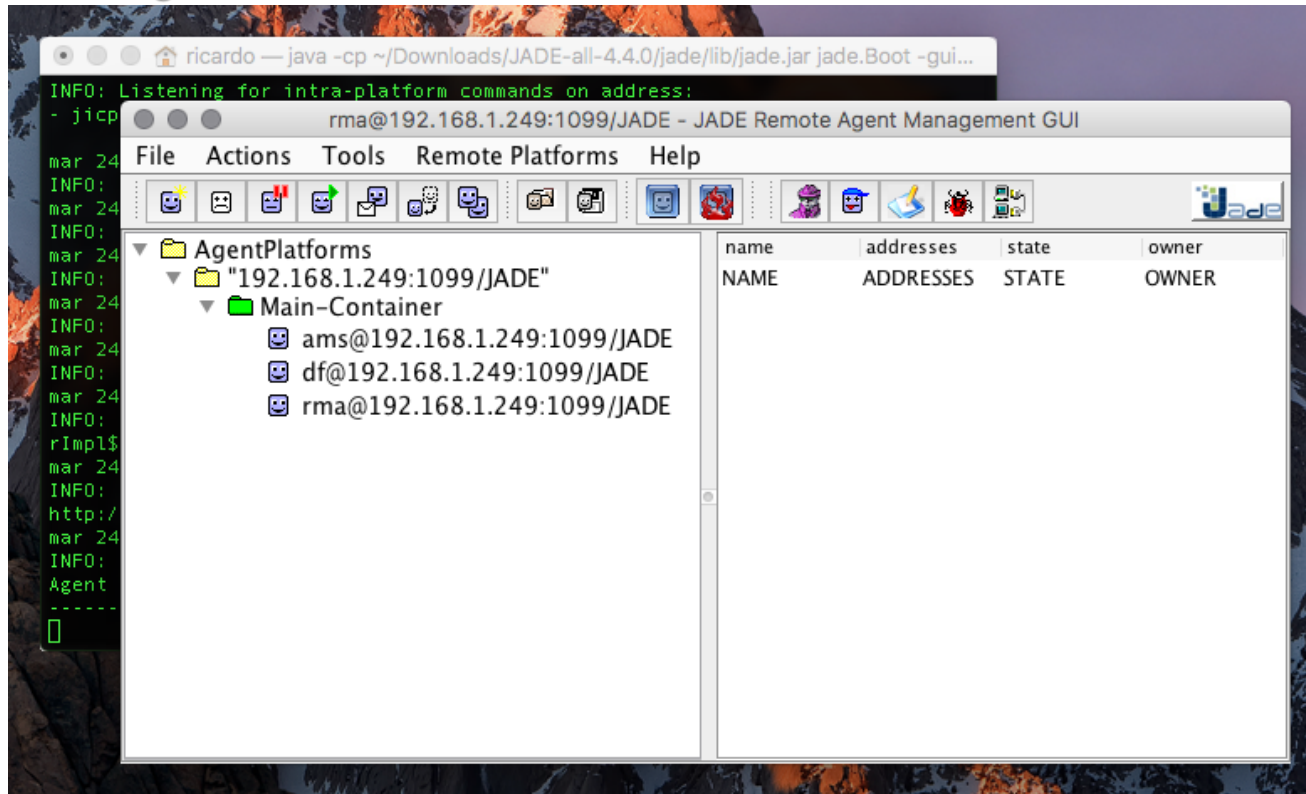 ricardo — java -cp ~/Downloads/JADE-all-4.4.0/jade/lib/jade.jar jade.Boot -gui...
INFO: Listening for intra-platform commands on address:
- jicp
mar 24
INFO:
mar 24
INFO:
mar 24
INFO:
mar 24
INFO:
mar 24
INFO:
mar 24
INFO:
rImpl$
mar 24
INFO:
http:/
mar 24
INFO:
Agent
------
rma@192.168.1.249:1099/JADE - JADE Remote Agent Management GUI
File Actions Tools Remote Platforms Help
Jade
AgentPlatforms
"192.168.1.249:1099/JADE"
Main-Container
ams@192.168.1.249:1099/JADE
df@192.168.1.249:1099/JADE
rma@192.168.1.249:1099/JADE
name addresses state owner
NAME ADDRESSES STATE OWNER